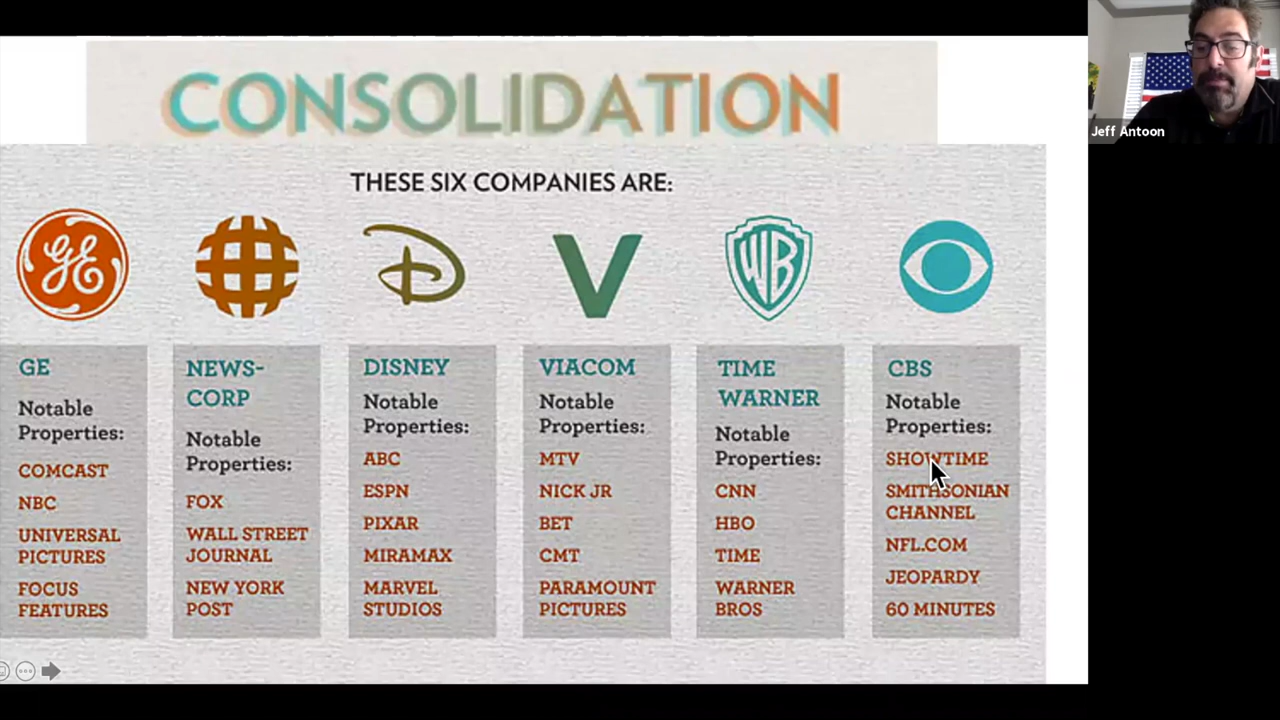 CONSOLIDATION
THESE SIX COMPANIES ARE:
GE
GE
Notable
Properties:
COMCAST
NBC
UNIVERSAL
PICTURES
FOCUS
FEATURES
NEWS-
CORP
Notable
Properties:
FOX
WALL STREET
JOURNAL
NEW YORK
POST
D
DISNEY
Notable
Properties:
ABC
ESPN
PIXAR
MIRAMAX
MARVEL
STUDIOS
V
VIACOM
Notable
Properties:
MTV
NICK JR
BET
CMT
PARAMOUNT
PICTURES
WB
TIME
WARNER
Notable
Properties:
CNN
HBO
TIME
WARNER
BROS
CBS
Notable
Properties:
SHOWTIME
SMITHSONIAN
CHANNEL
NFL.COM
JEOPARDY
60 MINUTES
Jeff Antoon